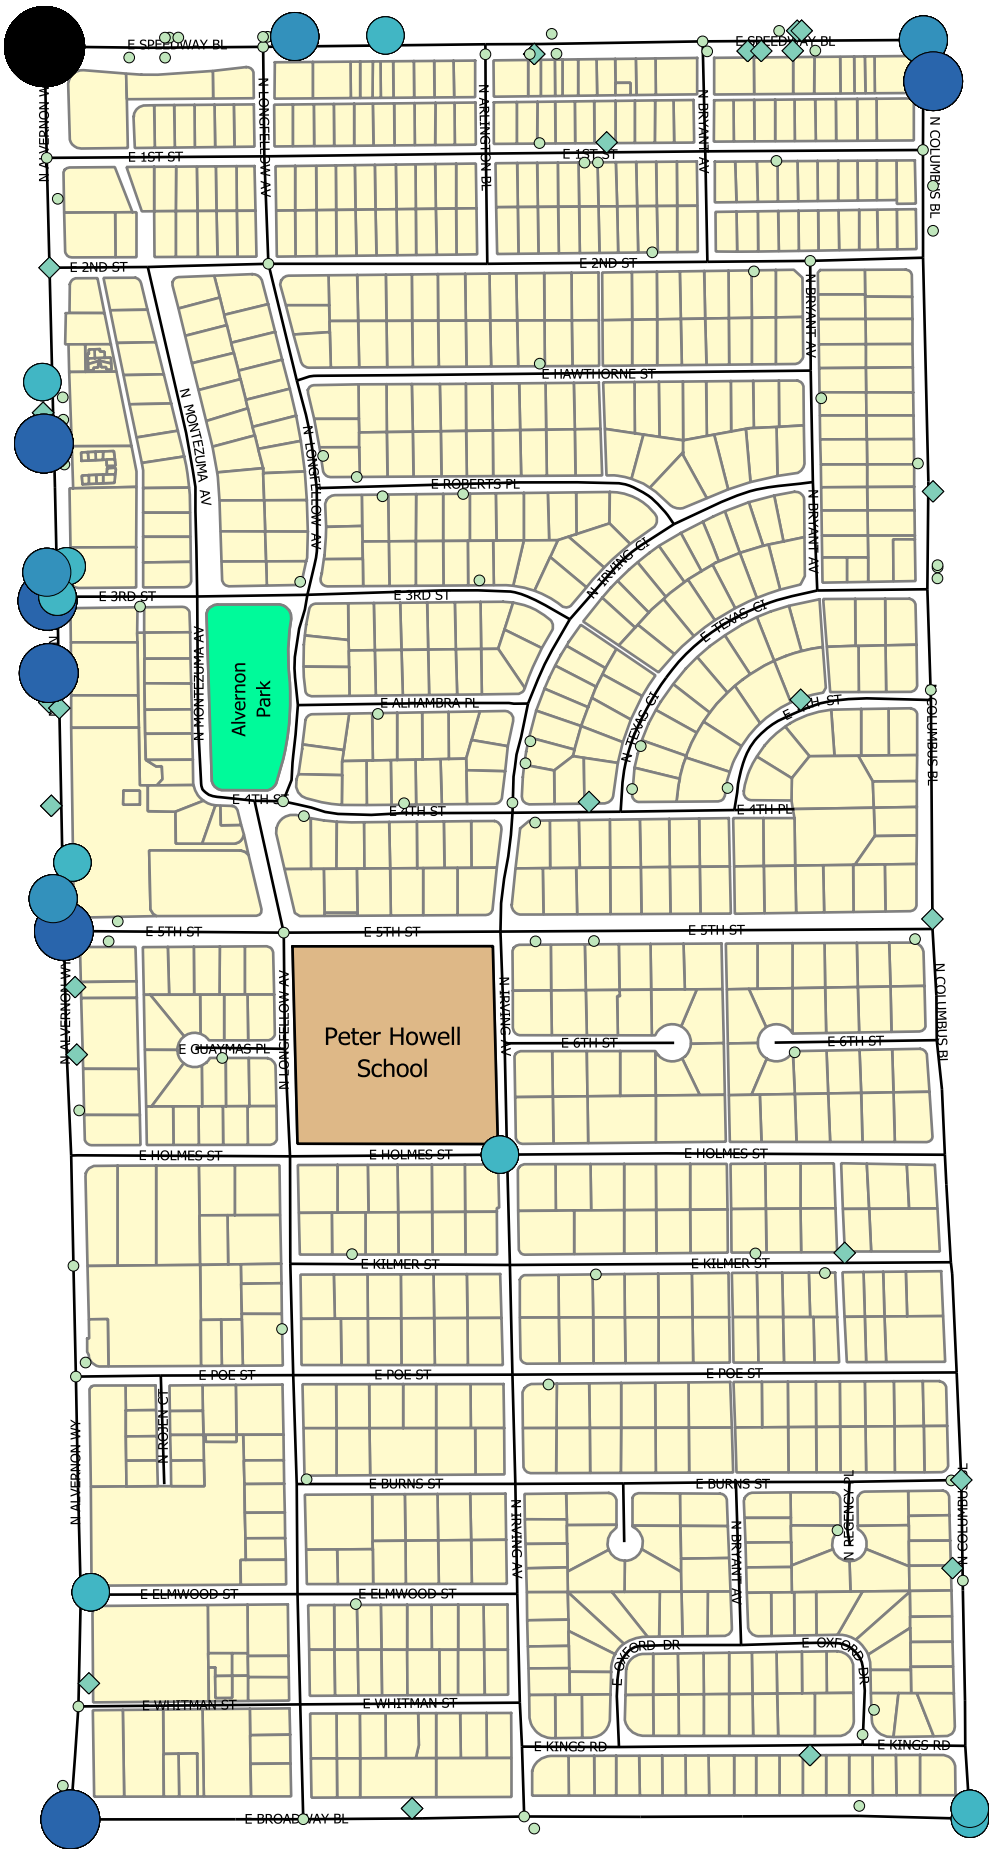 E SPEEDWAY BL
E SPEEDWAY BL
N ALVERNON W
N LONGFELLOW AV
N ARLINGTON BL
N BRYANT AV
N COLUMBUS BL
E 1ST ST
E 1ST ST
E 2ND ST
E 2ND ST
N BRYANT AV
E HAWTHORNE ST
N MONTEZUMA AV
N LONGFELLOW AV
E ROBERTS PL
N BRYANT AV
N IRVING CI
E 3RD ST
E 3RD ST
E TEXAS CI
N MONTEZUMA AV
Alvernon
Park
E ALHAMBRA PL
N TEXAS CI
E 4TH ST
COLUMBUS BL
E 4TH ST
E 4TH ST
E 4TH PL
E 5TH ST
E 5TH ST
E 5TH ST
N ALVERNON W
N LONGFELLOW AV
N IRVING AV
N COLUMBUS BL
Peter Howell
School
E GUAYMAS PL
E 6TH ST
E 6TH ST
E HOLMES ST
E HOLMES ST
E HOLMES ST
E KILMER ST
E KILMER ST
E POE ST
E POE ST
E POE ST
N ALVERNON WY
N ROJEN CT
E BURNS ST
E BURNS ST
N IRVING AV
N BRYANT AV
N REGENCY PL
N COLUMBUS
E ELMWOOD ST
E ELMWOOD ST
E OXFORD DR
E OXFORD DR
E WHITMAN ST
E WHITMAN ST
E KINGS RD
E KINGS RD
E BROADWAY BL